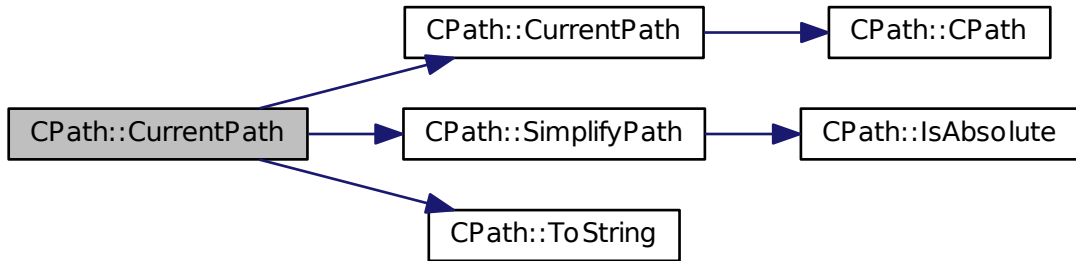 CPath::CurrentPath
CPath::CPath
CPath::CurrentPath
CPath::SimplifyPath
CPath::IsAbsolute
CPath::ToString